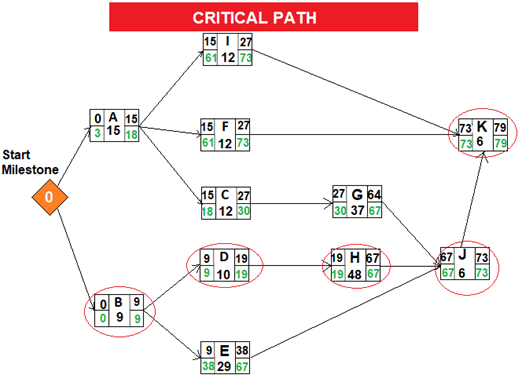 CRITICAL PATH
15 I 27
61 12 73
0 A 15
3 15 18
15 F 27
61 12 73
73 K 79
73 6 79
Start
Milestone
0
15 C 27
18 12 30
27 G 64
30 37 67
9 D 19
9 10 19
19 H 67
19 48 67
67 J 73
67 6 73
0 B 9
0 9 9
9 E 38
38 29 67